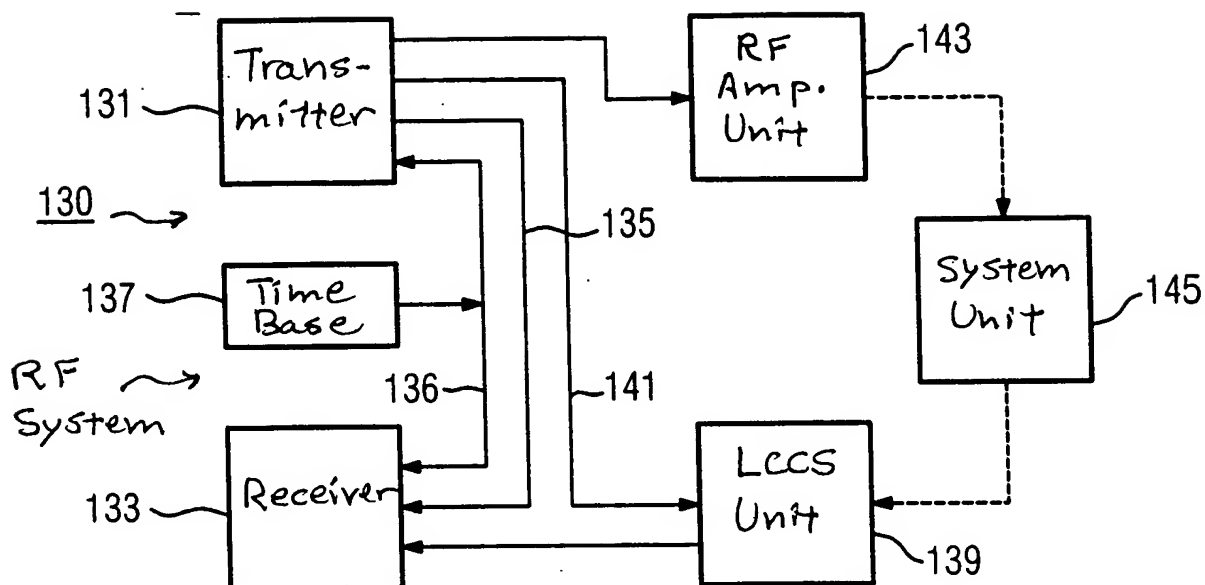 Trans-
mitter
131
RF
Amp.
Unit
143
130
135
137
Time
Base
System
Unit
145
RF
System
136
141
133
Receiver
LCCS
Unit
139